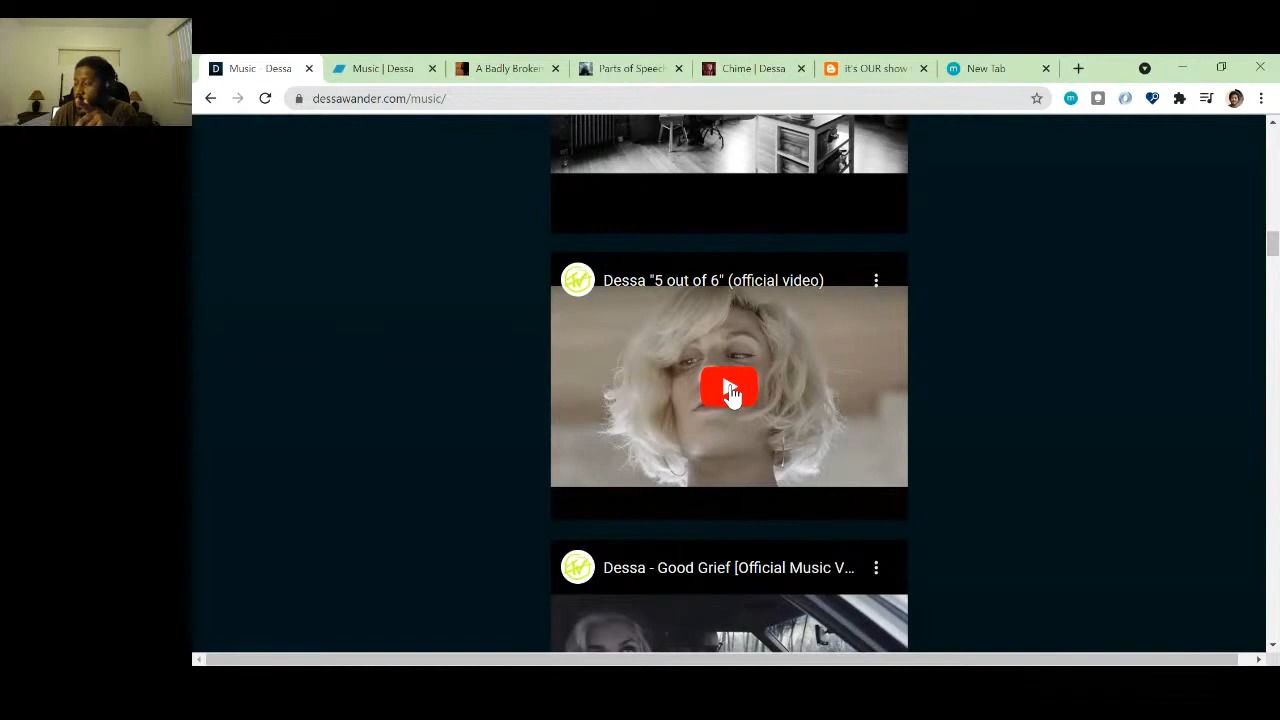 Music - Dessa
Music | Dessa
A Badly Broken
Parts of Speech
Chime | Dessa
it's OUR show
New Tab
dessawander.com/music/
Dessa "5 out of 6" (official video)
Dessa - Good Grief [Official Music V...